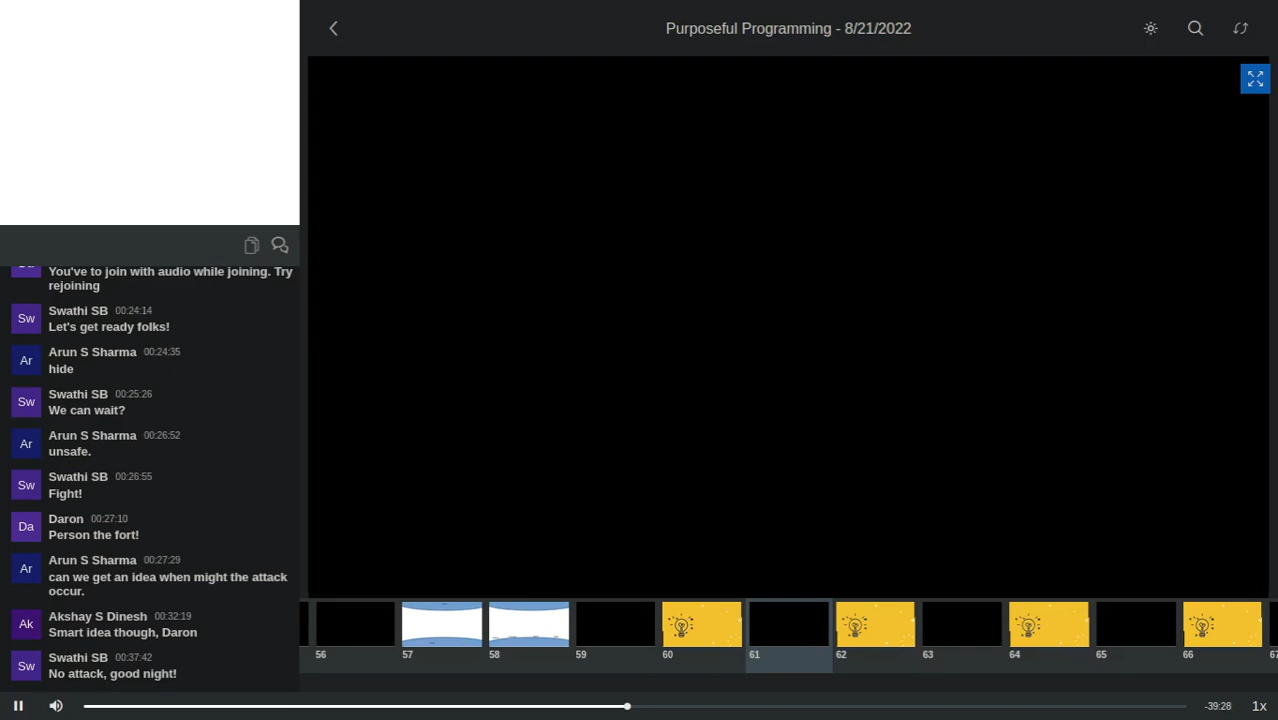 Purposeful Programming - 8/21/2022
You've to join with audio while joining. Try
rejoining
Sw
Swathi SB 00:24:14
Let's get ready folks!
Ar
Arun S Sharma 00:24:35
hide
Sw
Swathi SB 00:25:26
We can wait?
Ar
Arun S Sharma 00:26:52
unsafe.
Sw
Swathi SB 00:26:55
Fight!
Da
Daron 00:27:10
Person the fort!
Ar
Arun S Sharma 00:27:29
can we get an idea when might the attack
occur.
Ak
Akshay S Dinesh 00:32:19
Smart idea though, Daron
Sw
Swathi SB 00:37:42
No attack, good night!
56 57 58 59 60 61 62 63 64 65 66 67
-39:28 1x